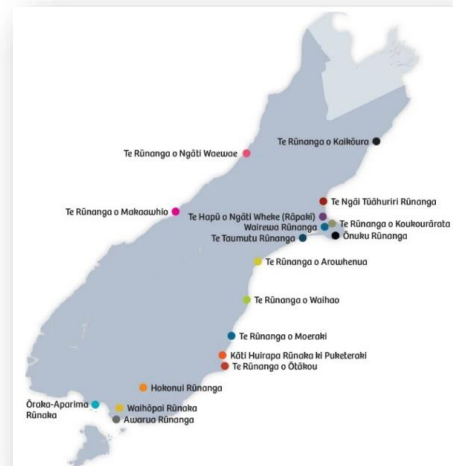 Te Rūnanga o Kaikōura
Te Rūnanga o Ngāti Waewae
Te Ngāi Tūāhuriri Rūnanga
Te Rūnanga o Makaawhio
Te Hapū o Ngāti Wheke (Rāpaki)
Te Rūnanga o Koukourārata
Wairewa Rūnanga
Ōnuku Rūnanga
Te Taumutu Rūnanga
Te Rūnanga o Arowhenua
Te Rūnanga o Waihao
Te Rūnanga o Moeraki
Kāti Huirapa Rūnaka ki Puketeraki
Te Rūnanga o Ōtākou
Hokonui Rūnanga
Ōraka-Aparima
Rūnaka
Waihōpai Rūnaka
Awarua Rūnanga